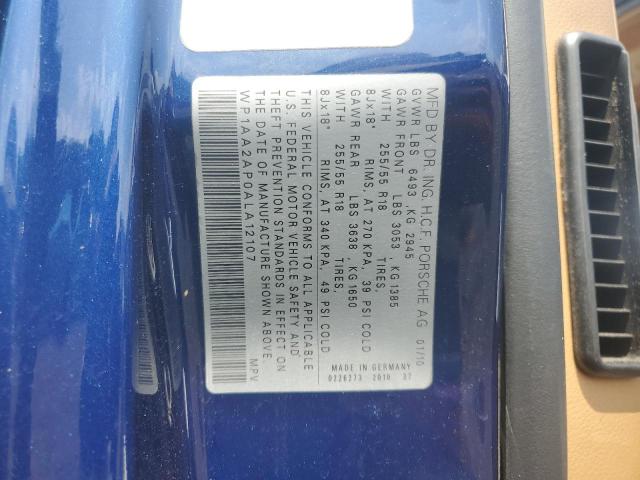 MFD BY DR. ING. H.C.F. PORSCHE AG 01/10
GVWR LBS 6493 ,KG 2945
GAWR FRONT LBS 3053 , KG 1385
WITH 255/55 R18 TIRES,
8Jx18" RIMS, AT 270 KPA, 39 PSI COLD
GAWR REAR LBS 3638 , KG 1650
WITH 255/55 R18 TIRES,
8Jx18" RIMS, AT 340 KPA, 49 PSI COLD
THIS VEHICLE CONFORMS TO ALL APPLICABLE
U.S. FEDERAL MOTOR VEHICLE SAFETY AND
THEFT PREVENTION STANDARDS IN EFFECT ON
THE DATE OF MANUFACTURE SHOWN ABOVE.
WP1AA2AP0ALA12107 MPV
MADE IN GERMANY
0226273 2010 37